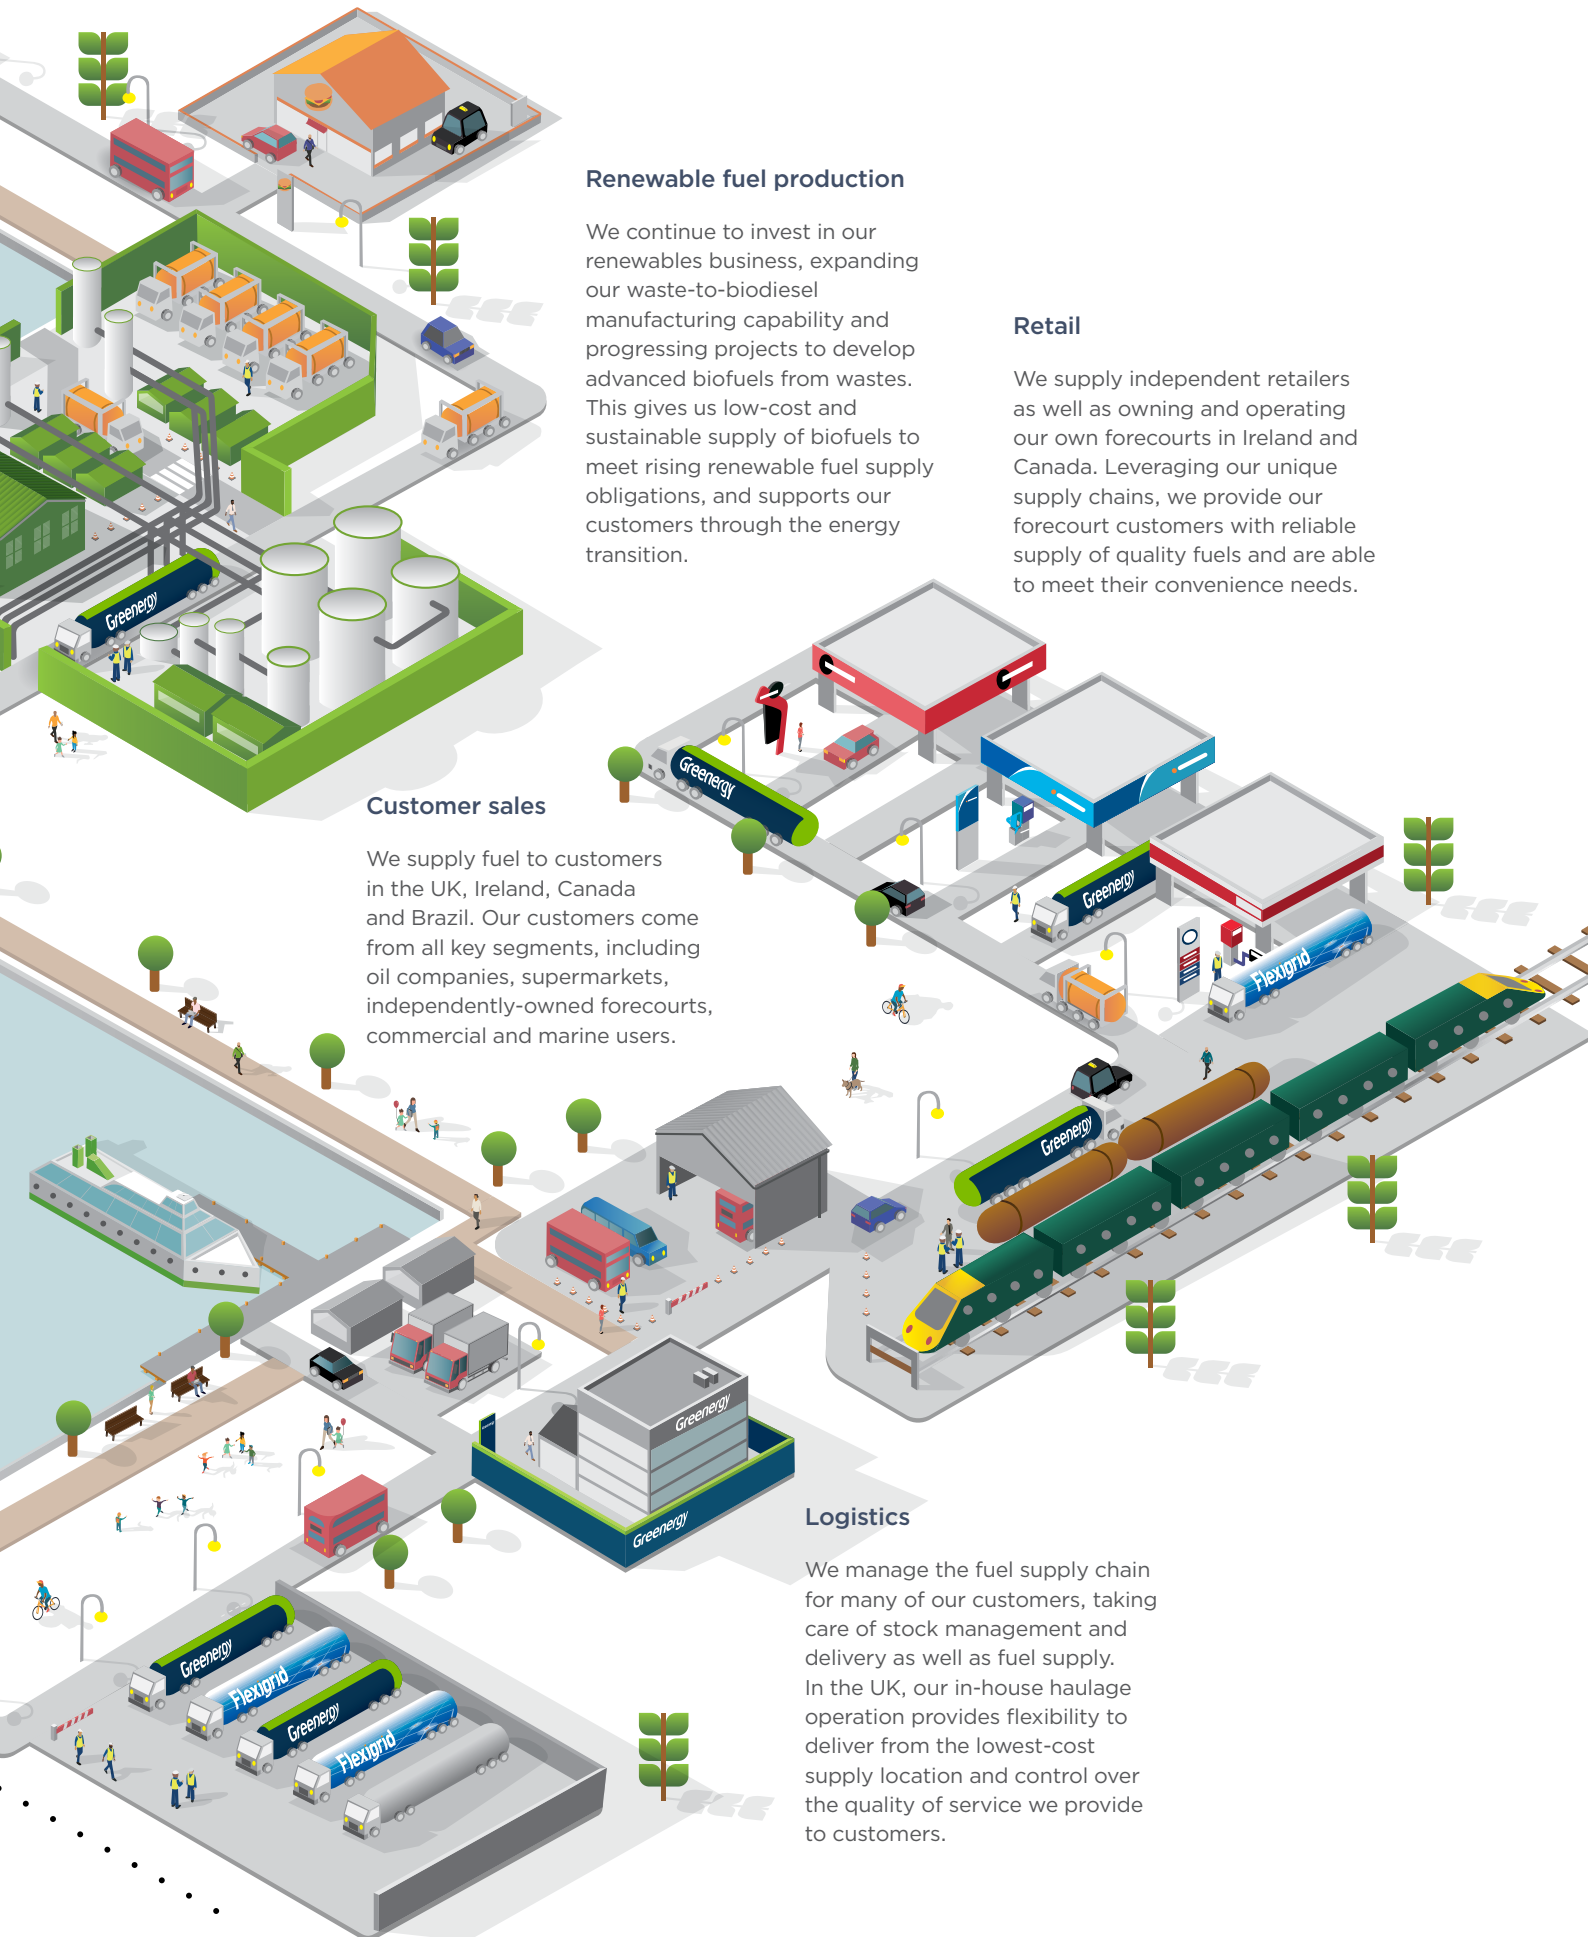 Renewable fuel production
We continue to invest in our
renewables business, expanding
our waste-to-biodiesel
manufacturing capability and
progressing projects to develop
advanced biofuels from wastes.
This gives us low-cost and
sustainable supply of biofuels to
meet rising renewable fuel supply
obligations, and supports our
customers through the energy
transition.
Retail
We supply independent retailers
as well as owning and operating
our own forecourts in Ireland and
Canada. Leveraging our unique
supply chains, we provide our
forecourt customers with reliable
supply of quality fuels and are able
to meet their convenience needs.
Greenergy
Greenergy
Customer sales
We supply fuel to customers
in the UK, Ireland, Canada
and Brazil. Our customers come
from all key segments, including
oil companies, supermarkets,
independently-owned forecourts,
commercial and marine users.
Greenergy
Flexigrid
Greenergy
Greenergy
Greenergy
Logistics
We manage the fuel supply chain
for many of our customers, taking
care of stock management and
delivery as well as fuel supply.
In the UK, our in-house haulage
operation provides flexibility to
deliver from the lowest-cost
supply location and control over
the quality of service we provide
to customers.
Greenergy
Flexigrid
Greenergy
Flexigrid